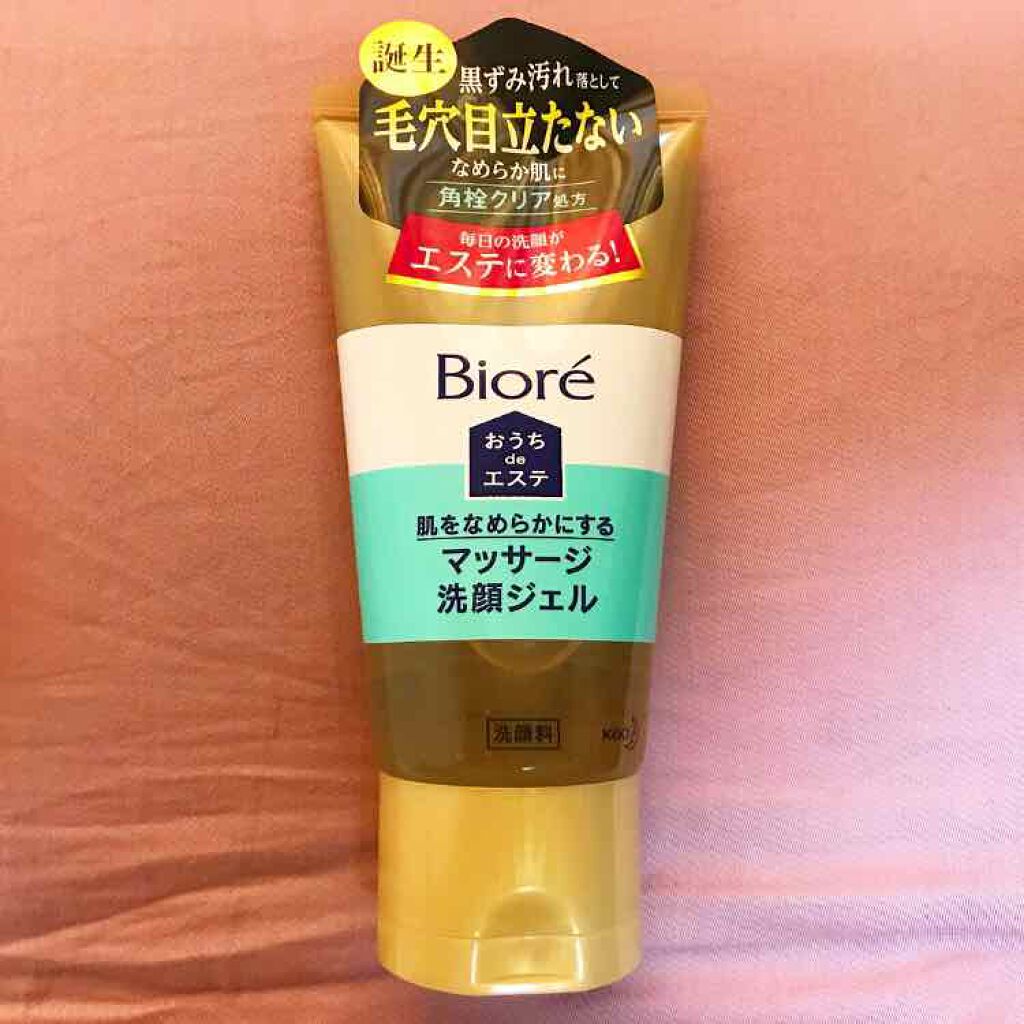 誕生
黒ずみ汚れ落として
毛穴目立たない
なめらか肌に
角栓クリア処方
毎日の洗顔が
エステに変わる!
Bioré
おうち
de
エステ
肌をなめらかにする
マッサージ
洗顔ジェル
洗顔料